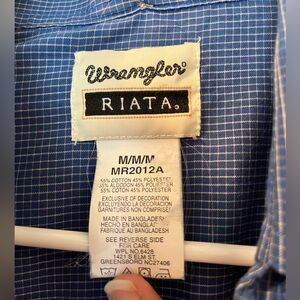 Wrangler®
RIATA®
M/M/M
MR2012A
55% COTTON 45% POLYESTER
55% ALGODON 45% POLIESTER
55% COTON 45% POLYESTER
EXCLUSIVE OF DECORATION
EXCLUYENDO LA DECORACION
GARNITURES NON COMPRISES
MADE IN BANGLADESH
HECHO EN BANGLADESH
FABRIQUE AU BANGLADESH
SEE REVERSE SIDE
FOR CARE
WPL NO.6428
1421 S ELM ST
GREENSBORO NC27406